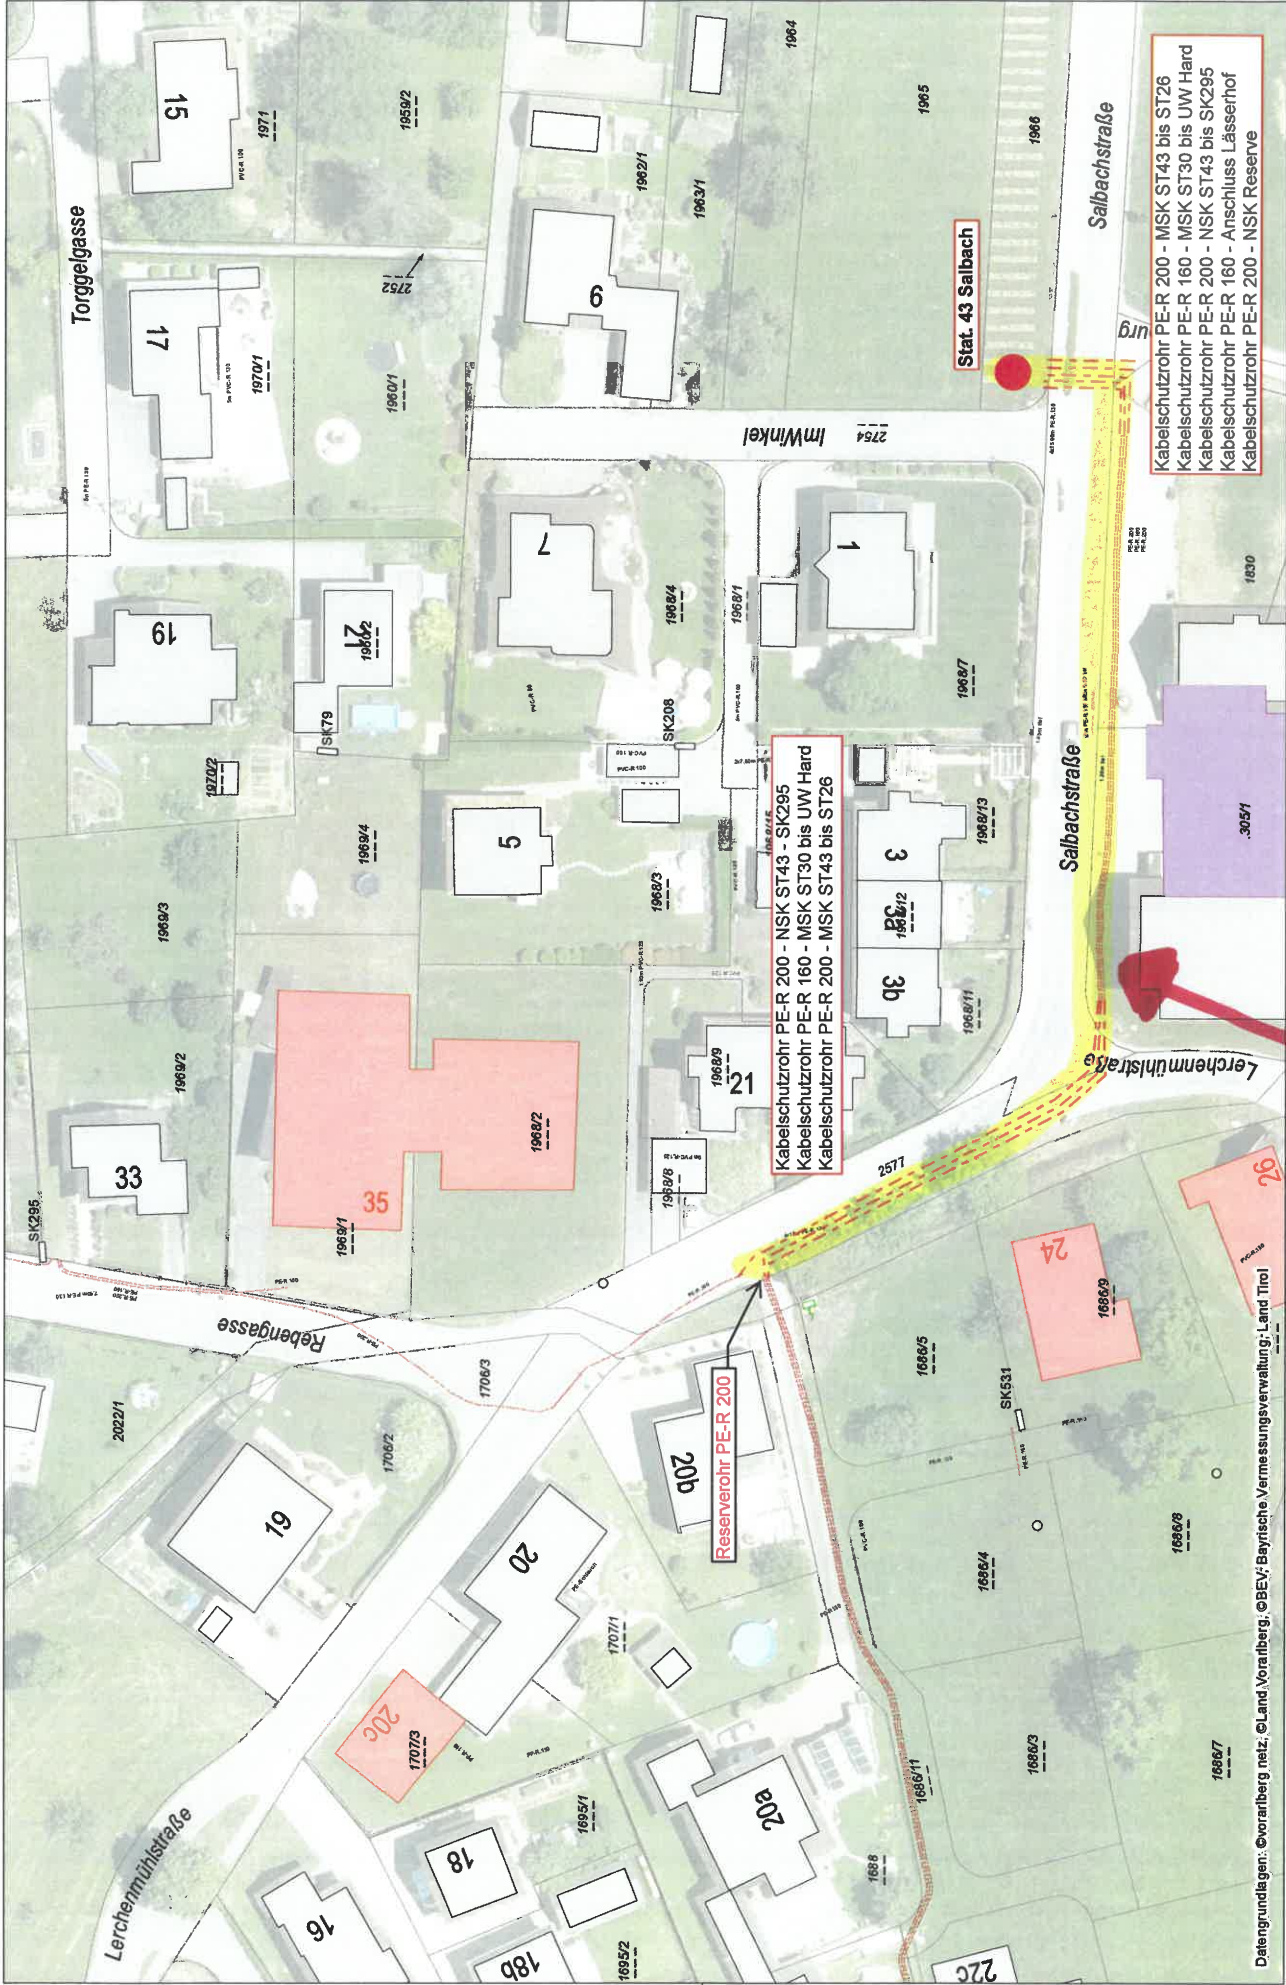 Torggelgasse
15
1971
PVC-R 100
1959/2
1964
1965
1966
1962/1
1963/1
Salbachstraße
Kabelschutzrohr PE-R 200 - MSK ST43 bis ST26
Kabelschutzrohr PE-R 160 - MSK ST30 bis UW Hard
Kabelschutzrohr PE-R 200 - NSK ST43 bis SK295
Kabelschutzrohr PE-R 160 - Anschluss Lässerhof
Kabelschutzrohr PE-R 200 - NSK Reserve
Stat. 43 Salbach
17
1970/1
2752
1960/1
9
ImWinkel
2754
burg
19
21
1960/2
SK79
7
1968/4
1968/1
1
1968/7
SK208
PVC-R 100
PVC-R 80
1830
1970/2
1969/4
1969/3
5
1968/3
Salbachstraße
3
1968/13
3a
3b
1968/11
.305/1
Kabelschutzrohr PE-R 200 - NSK ST43 - SK295
Kabelschutzrohr PE-R 160 - MSK ST30 bis UW Hard
Kabelschutzrohr PE-R 200 - MSK ST43 bis ST26
1969/2
33
SK295
35
1969/1
1968/2
1968/9
21
1968/8
2577
Lerchenmühlstraße
Rebengasse
24
26
1686/9
1686/5
SK531
Reserverohr PE-R 200
1706/3
2022/1
1706/2
19
20
20b
1707/1
1686/4
1686/8
20c
1707/3
1695/1
20a
1686/11
1686/3
1686/7
Lerchenmühlstraße
18
16
18b
1695/2
1688
22c
Datengrundlagen: ©vorarlberg netz; ©Land Vorarlberg; ©BEV; Bayrische Vermessungsverwaltung; Land Tirol